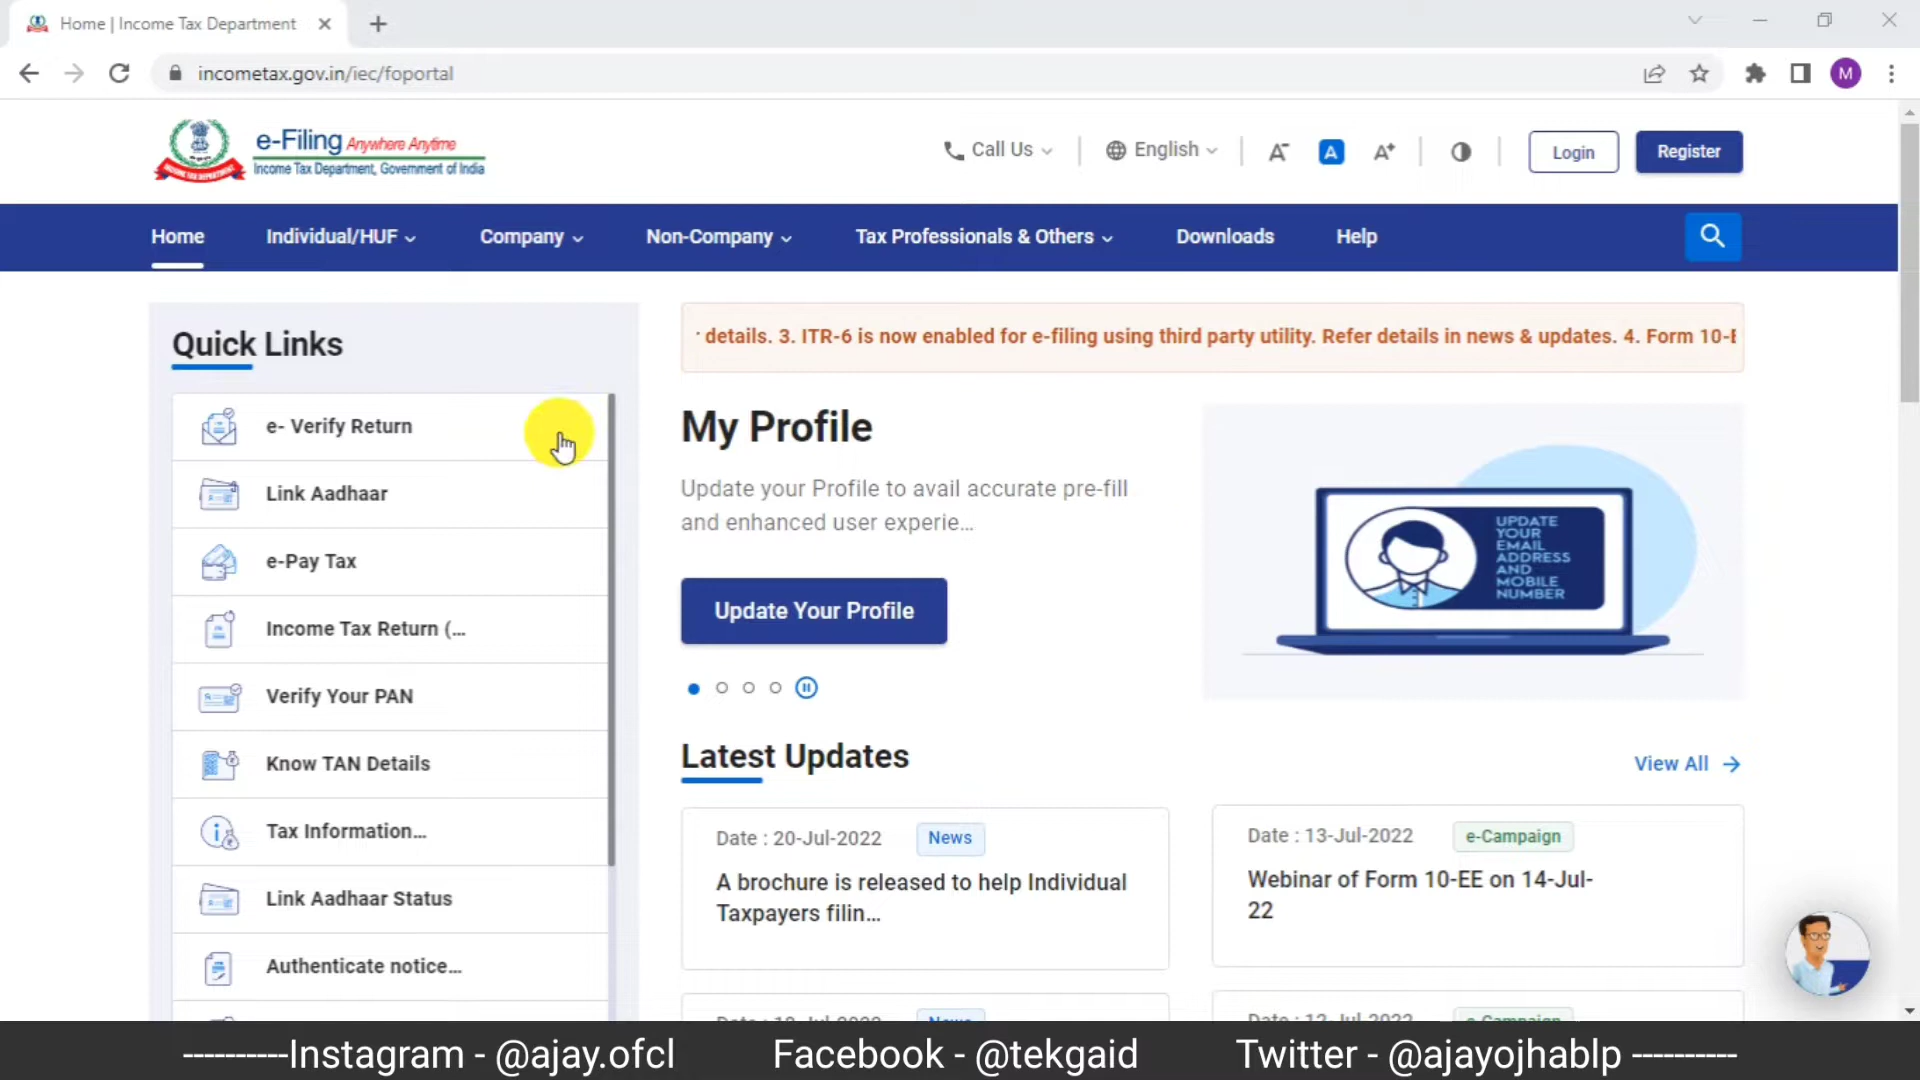 Home | Income Tax Department
incometax.gov.in/iec/foportal
M
e-Filing Anywhere Anytime
Income Tax Department, Government of India
Call Us
English
A-
A
A+
Login
Register
Home
Individual/HUF
Company
Non-Company
Tax Professionals & Others
Downloads
Help
Quick Links
e- Verify Return
Link Aadhaar
e-Pay Tax
Income Tax Return (...
Verify Your PAN
Know TAN Details
Tax Information...
Link Aadhaar Status
Authenticate notice...
details. 3. ITR-6 is now enabled for e-filing using third party utility. Refer details in news & updates. 4. Form 10-E
My Profile
Update your Profile to avail accurate pre-fill
and enhanced user experie...
Update Your Profile
UPDATE
YOUR
EMAIL
ADDRESS
AND
MOBILE
NUMBER
Latest Updates
View All
Date : 20-Jul-2022
News
A brochure is released to help Individual
Taxpayers filin...
Date : 13-Jul-2022
e-Campaign
Webinar of Form 10-EE on 14-Jul-
22
----------Instagram - @ajay.ofcl
Facebook - @tekgaid
Twitter - @ajayojhablp ----------